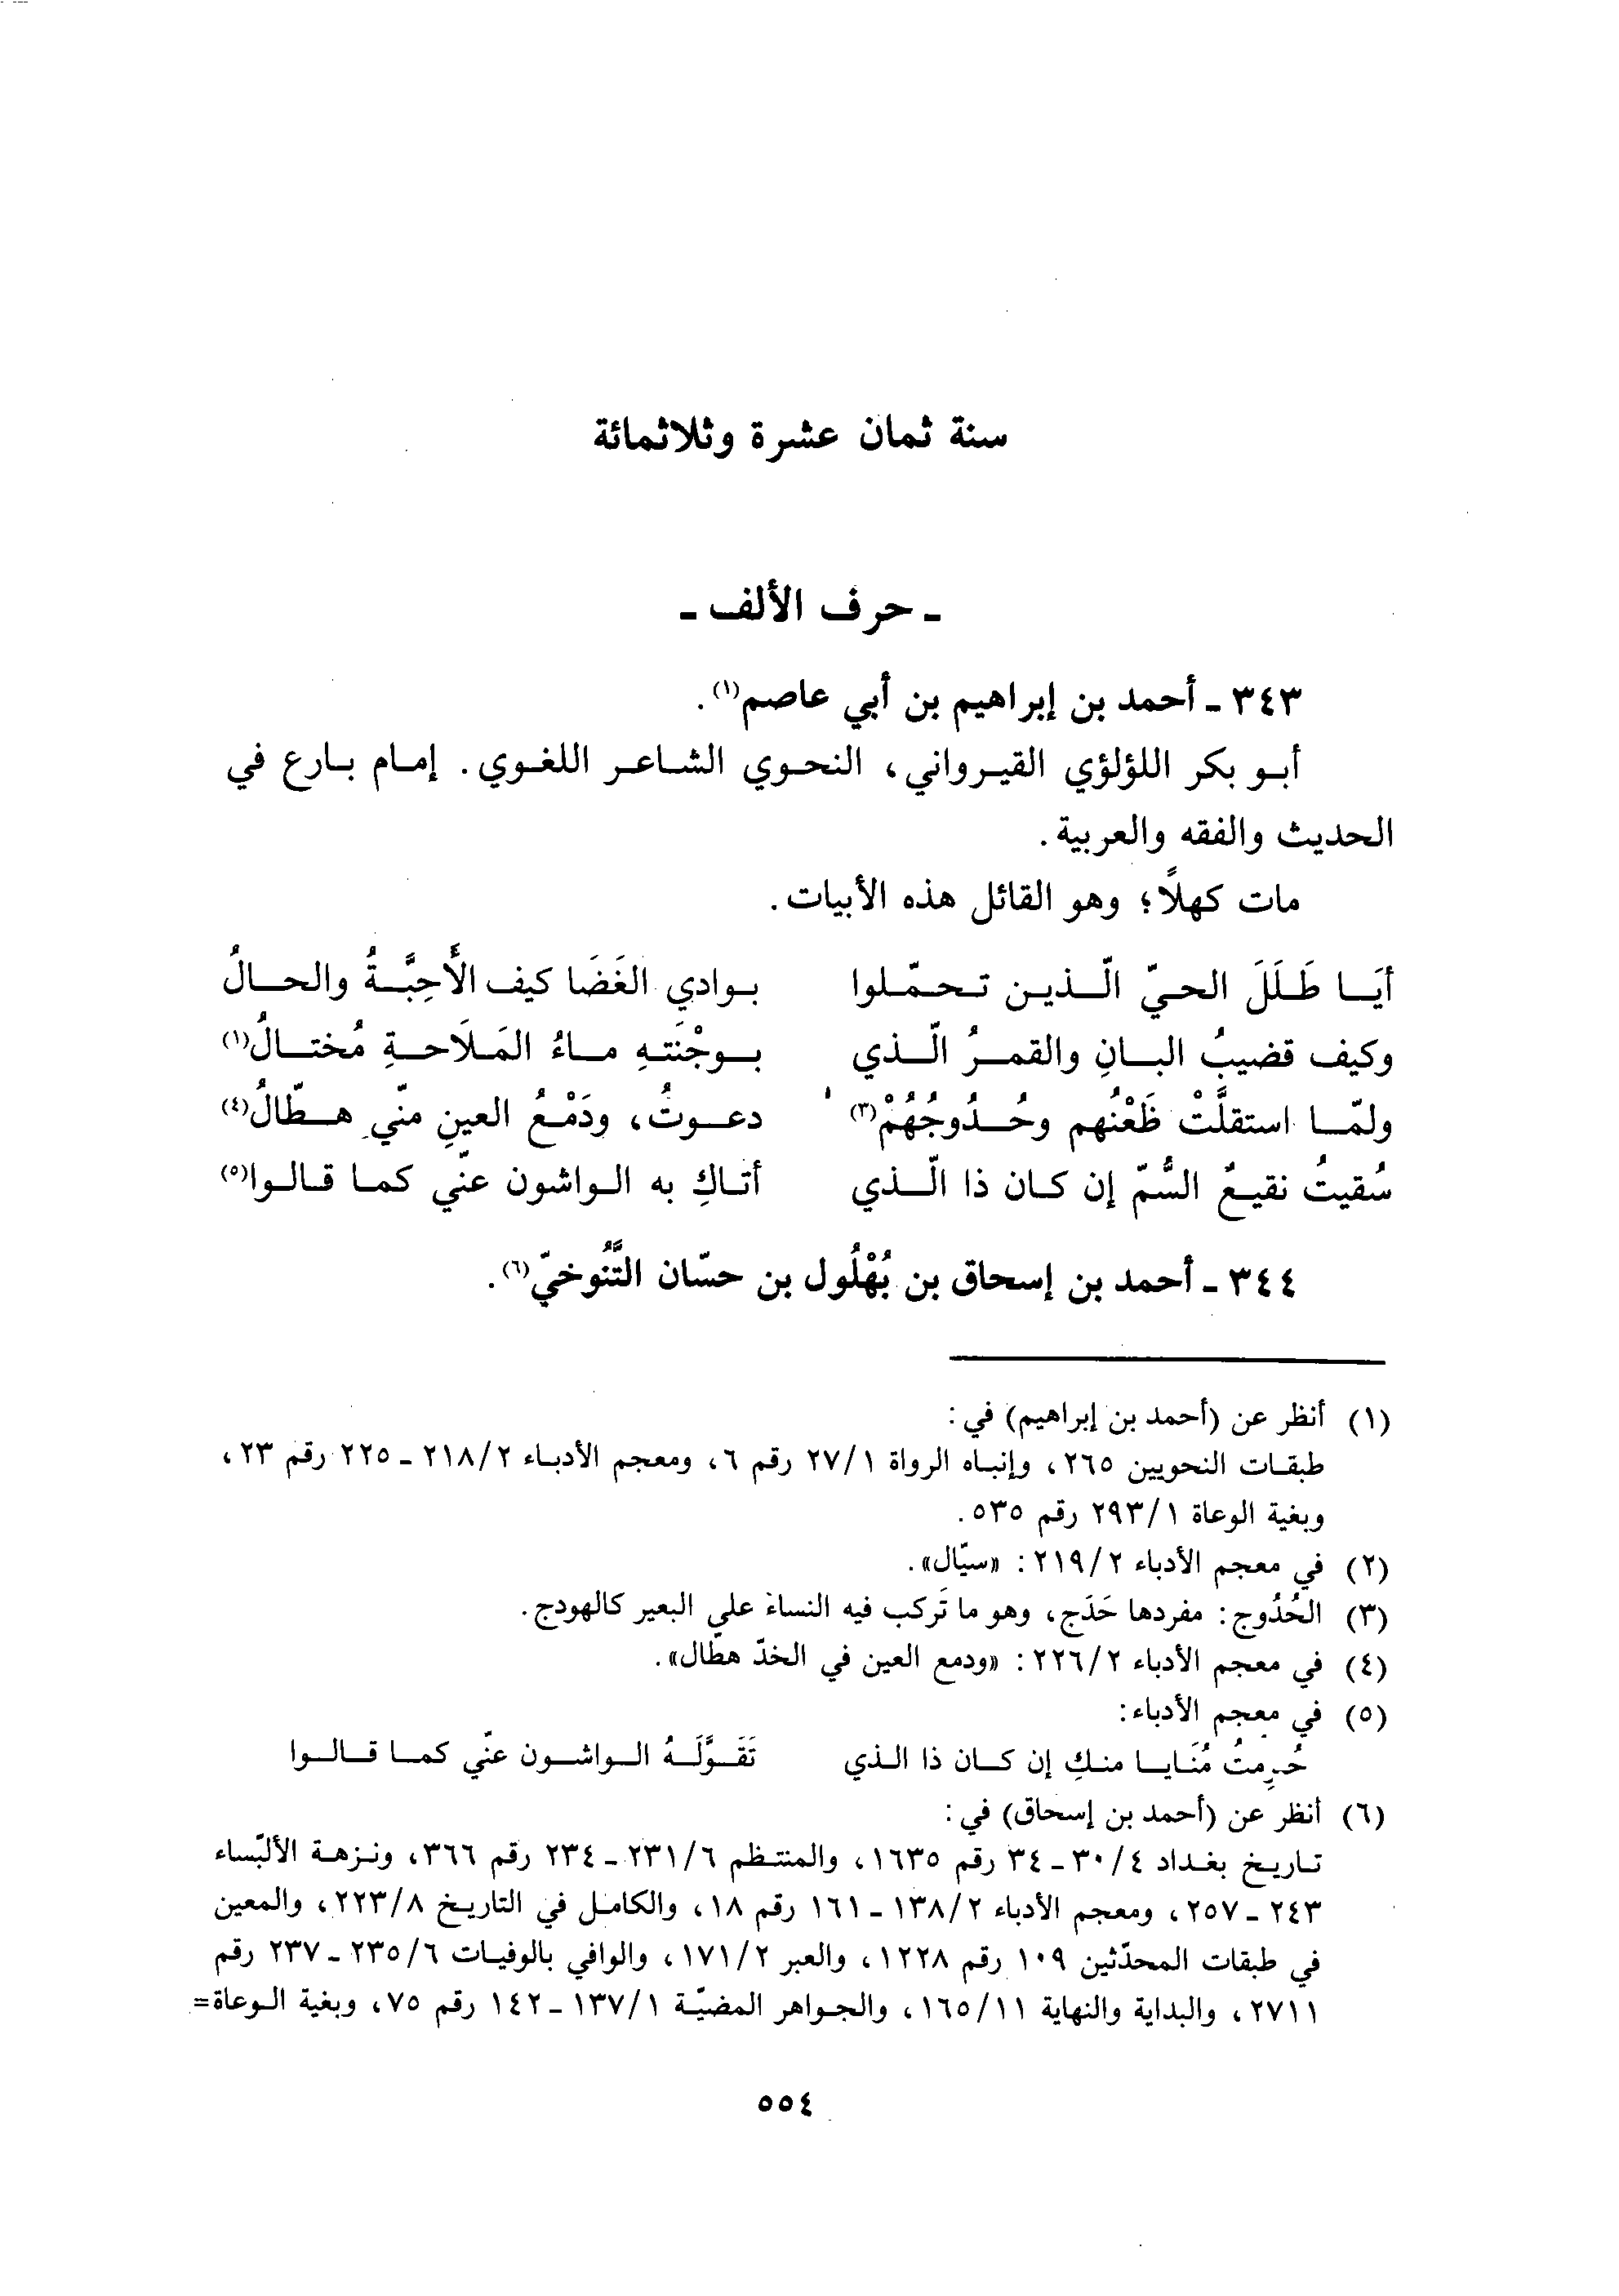 سنة ثمان عشرة وثلاثمائة
ـ حرف الألف ـ
٣٤٣ ـ أحمد بن إبراهيم بن أبي عاصم(١).
أبو بكر اللؤلؤي القيرواني، النحوي الشاعر اللغوي. إمام بارع في
الحديث والفقه والعربية.
مات كهلًا؛ وهو القائل هذه الأبيات.
أيَا طَلَلَ الحيّ الّذين تحمّلوا بوادي الغَضَا كيف الأَحِبَّةُ والحالُ
وكيف قضيبُ البانِ والقمرُ الّذي بوجْنَتهِ ماءُ المَلَاحةِ مُختالُ(١)
ولمّا استقلَّتْ ظَعْنُهم وحُدُوجُهُمْ(٣) دعوتُ، ودَمْعُ العينِ منّي هطّالُ(٤)
سُقيتُ نقيعُ السُّمّ إن كان ذا الّذي أتاكِ به الواشون عنّي كما قالوا(٥)
٣٤٤ ـ أحمد بن إسحاق بن بُهْلُول بن حسّان التَّنُوخيّ(٦).
(١) أنظر عن (أحمد بن إبراهيم) في:
طبقات النحويين ٢٦٥، وإنباه الرواة ١/ ٢٧ رقم ٦، ومعجم الأدباء ٢/ ٢١٨ ـ ٢٢٥ رقم ٢٣،
وبغية الوعاة ١/ ٢٩٣ رقم ٥٣٥.
(٢) في معجم الأدباء ٢/ ٢١٩: «سيّال».
(٣) الحُدُوج: مفردها حَدَج، وهو ما تَركب فيه النساء على البعير كالهودج.
(٤) في معجم الأدباء ٢/ ٢٢٦: «ودمع العين في الخدّ هطّال».
(٥) في معجم الأدباء:
حُرِمتُ مُنَايا منكِ إن كان ذا الذي تَقَوَّلَهُ الواشون عنّي كما قالوا
(٦) أنظر عن (أحمد بن إسحاق) في:
تاريخ بغداد ٤/ ٣٠ ـ ٣٤ رقم ١٦٣٥، والمنتظم ٦/ ٢٣١ ـ ٢٣٤ رقم ٣٦٦، ونزهة الألبّساء
٢٤٣ ـ ٢٥٧، ومعجم الأدباء ٢/ ١٣٨ ـ ١٦١ رقم ١٨، والكامل في التاريخ ٨/ ٢٢٣، والمعين
في طبقات المحدّثين ١٠٩ رقم ١٢٢٨، والعبر ٢/ ١٧١، والوافي بالوفيات ٦/ ٢٣٥ ـ ٢٣٧ رقم
٢٧١١، والبداية والنهاية ١١/ ١٦٥، والجواهر المضيّة ١/ ١٣٧ ـ ١٤٢ رقم ٧٥، وبغية الوعاة=
٥٥٤